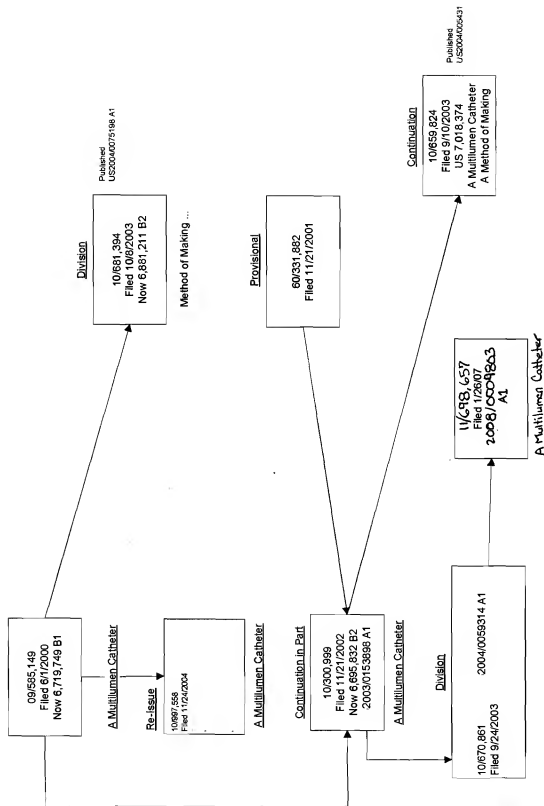 09/585,149
Filed 6/1/2000
Now 6,719,749 B1
A Multilumen Catheter
Re-Issue
10/997,558
Filed 11/24/2004
A Multilumen Catheter
Continuation in Part
10/300,999
Filed 11/21/2002
Now 6,695,832 B2
2003/0153898 A1
A Multilumen Catheter
Division
10/670,861
2004/0059314 A1
Filed 9/24/2003
11/698,657
Filed 1/26/07
2008/0009803
A1
A Multilumen Catheter
Division
10/681,394
Filed 10/8/2003
Now 6,881,211 B2
Method of Making ...
Published
US2004/0075198 A1
Provisional
60/331,882
Filed 11/21/2001
Continuation
10/659,824
Filed 9/10/2003
US 7,018,374
A Multilumen Catheter
A Method of Making
Published
US2004/005431